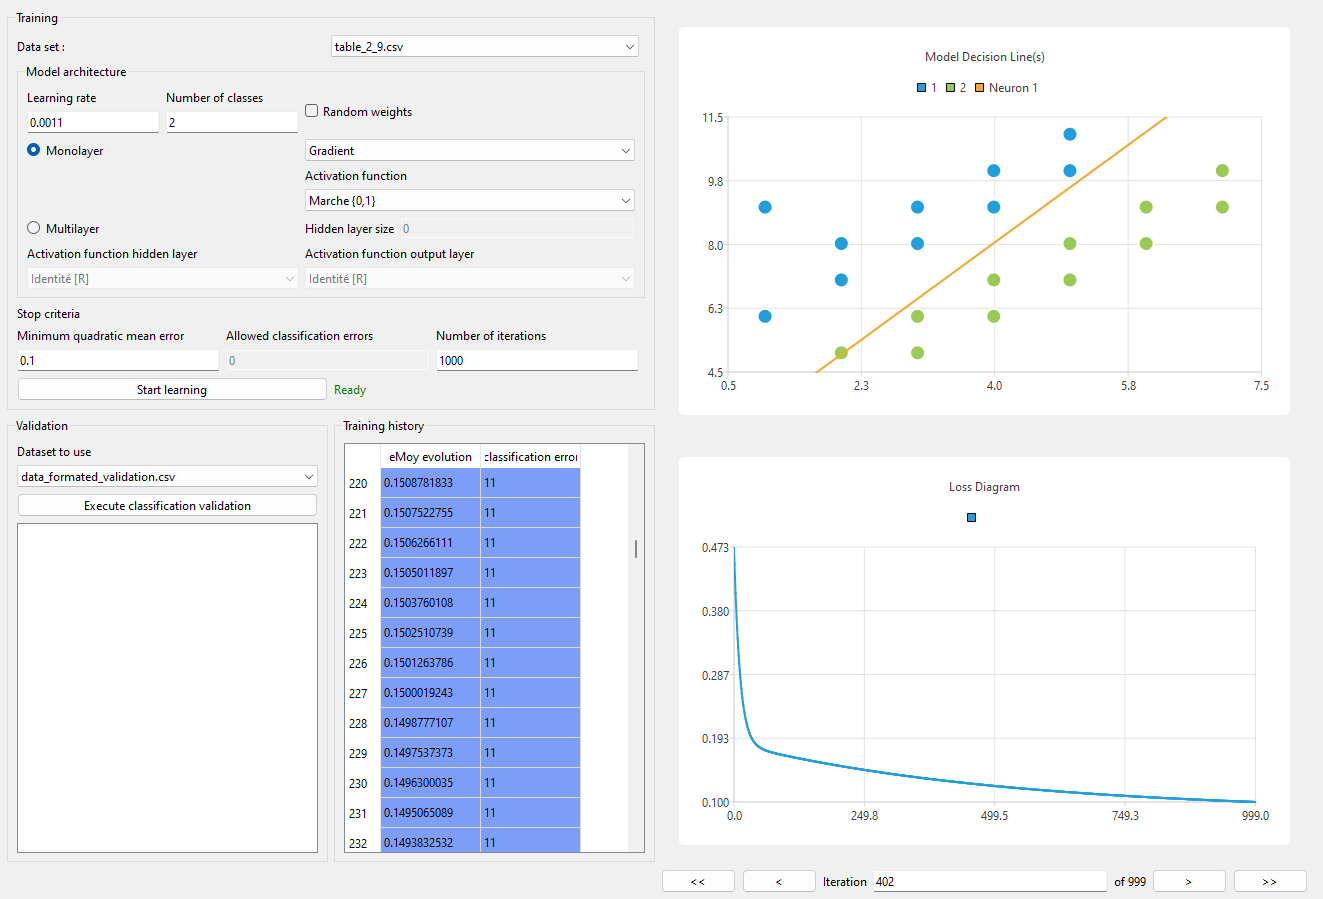 Training
Data set :
table_2_9.csv
Model architecture
Learning rate
Number of classes
0.0011
2
Random weights
Monolayer
Gradient
Activation function
Marche {0,1}
Multilayer
Hidden layer size
0
Activation function hidden layer
Activation function output layer
Identité [R]
Identité [R]
Stop criteria
Minimum quadratic mean error
Allowed classification errors
Number of iterations
0.1
0
1000
Start learning
Ready
Validation
Dataset to use
data_formated_validation.csv
Execute classification validation
Training history
eMoy evolution
classification error
220 0.1508781833 11
221 0.1507522755 11
222 0.1506266111 11
223 0.1505011897 11
224 0.1503760108 11
225 0.1502510739 11
226 0.1501263786 11
227 0.1500019243 11
228 0.1498777107 11
229 0.1497537373 11
230 0.1496300035 11
231 0.1495065089 11
232 0.1493832532 11
Model Decision Line(s)
1 2 Neuron 1
11.5
9.8
8.0
6.3
4.5
0.5 2.3 4.0 5.8 7.5
Loss Diagram
0.473
0.380
0.287
0.193
0.100
0.0 249.8 499.5 749.3 999.0
<< < Iteration 402 of 999 > >>